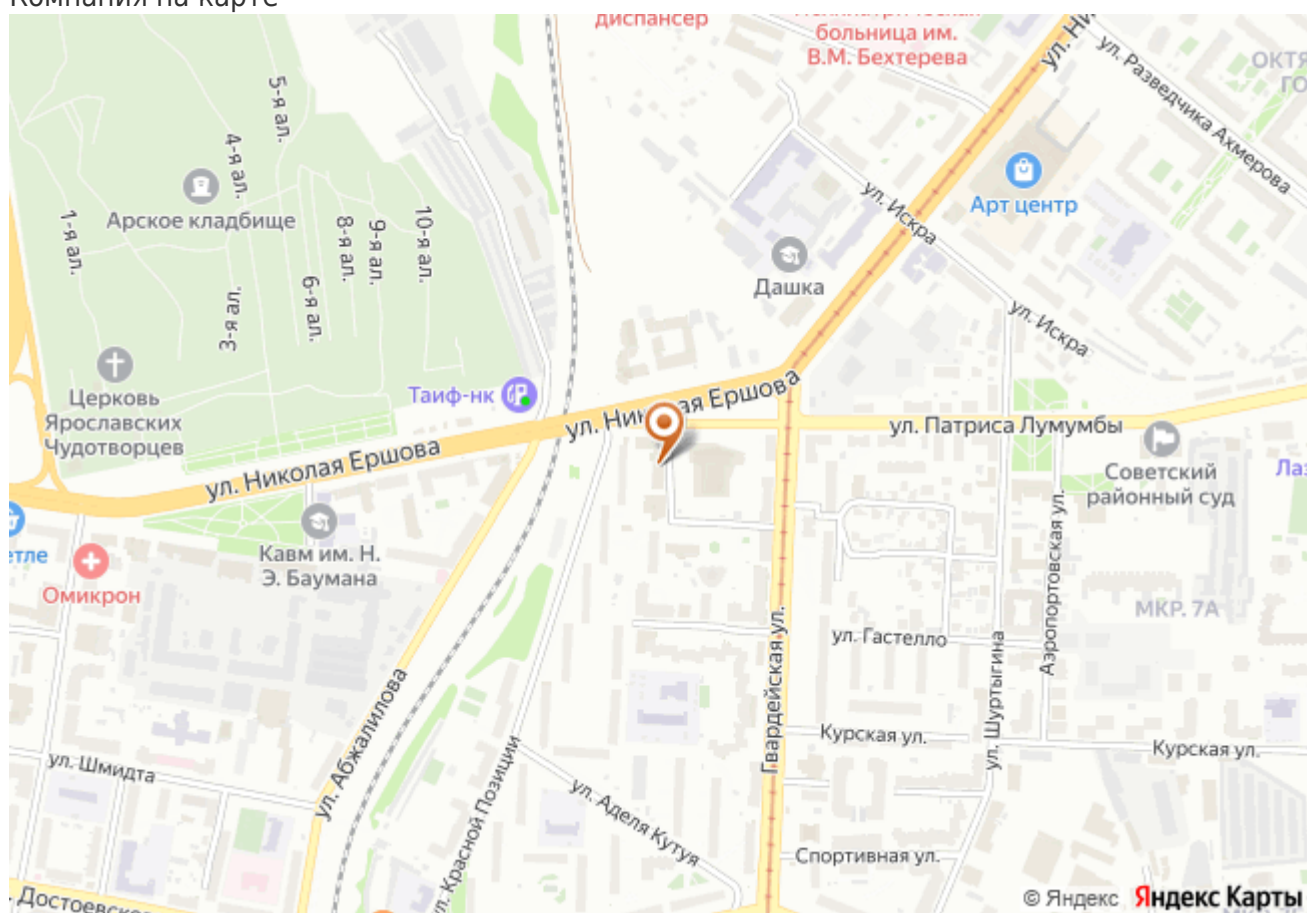 Компания на карте
диспансер
больница им.
В.М. Бехтерева
ул. Разведчика Ахмерова
5-я ал.
4-я ал.
Арское кладбище
1-я ал.
10-я ал.
9-я ал.
8-я ал.
6-я ал.
3-я ал.
ул. Искра
Арт центр
Дашка
ул. Искра
Таиф-нк
Церковь
Ярославских
Чудотворцев
ул. Николая Ершова
ул. Патриса Лумумбы
ул. Николая Ершова
Советский
районный суд
Кавм им. Н.
Э. Баумана
Омикрон
МКР. 7А
Аэропортовская ул.
ул. Гастелло
Гвардейская ул.
ул. Шуртыгина
Курская ул.
Курская ул.
ул. Абжалилова
ул. Шмидта
ул. Красной Позиции
ул. Аделя Кутуя
Спортивная ул.
© Яндекс Яндекс Карты